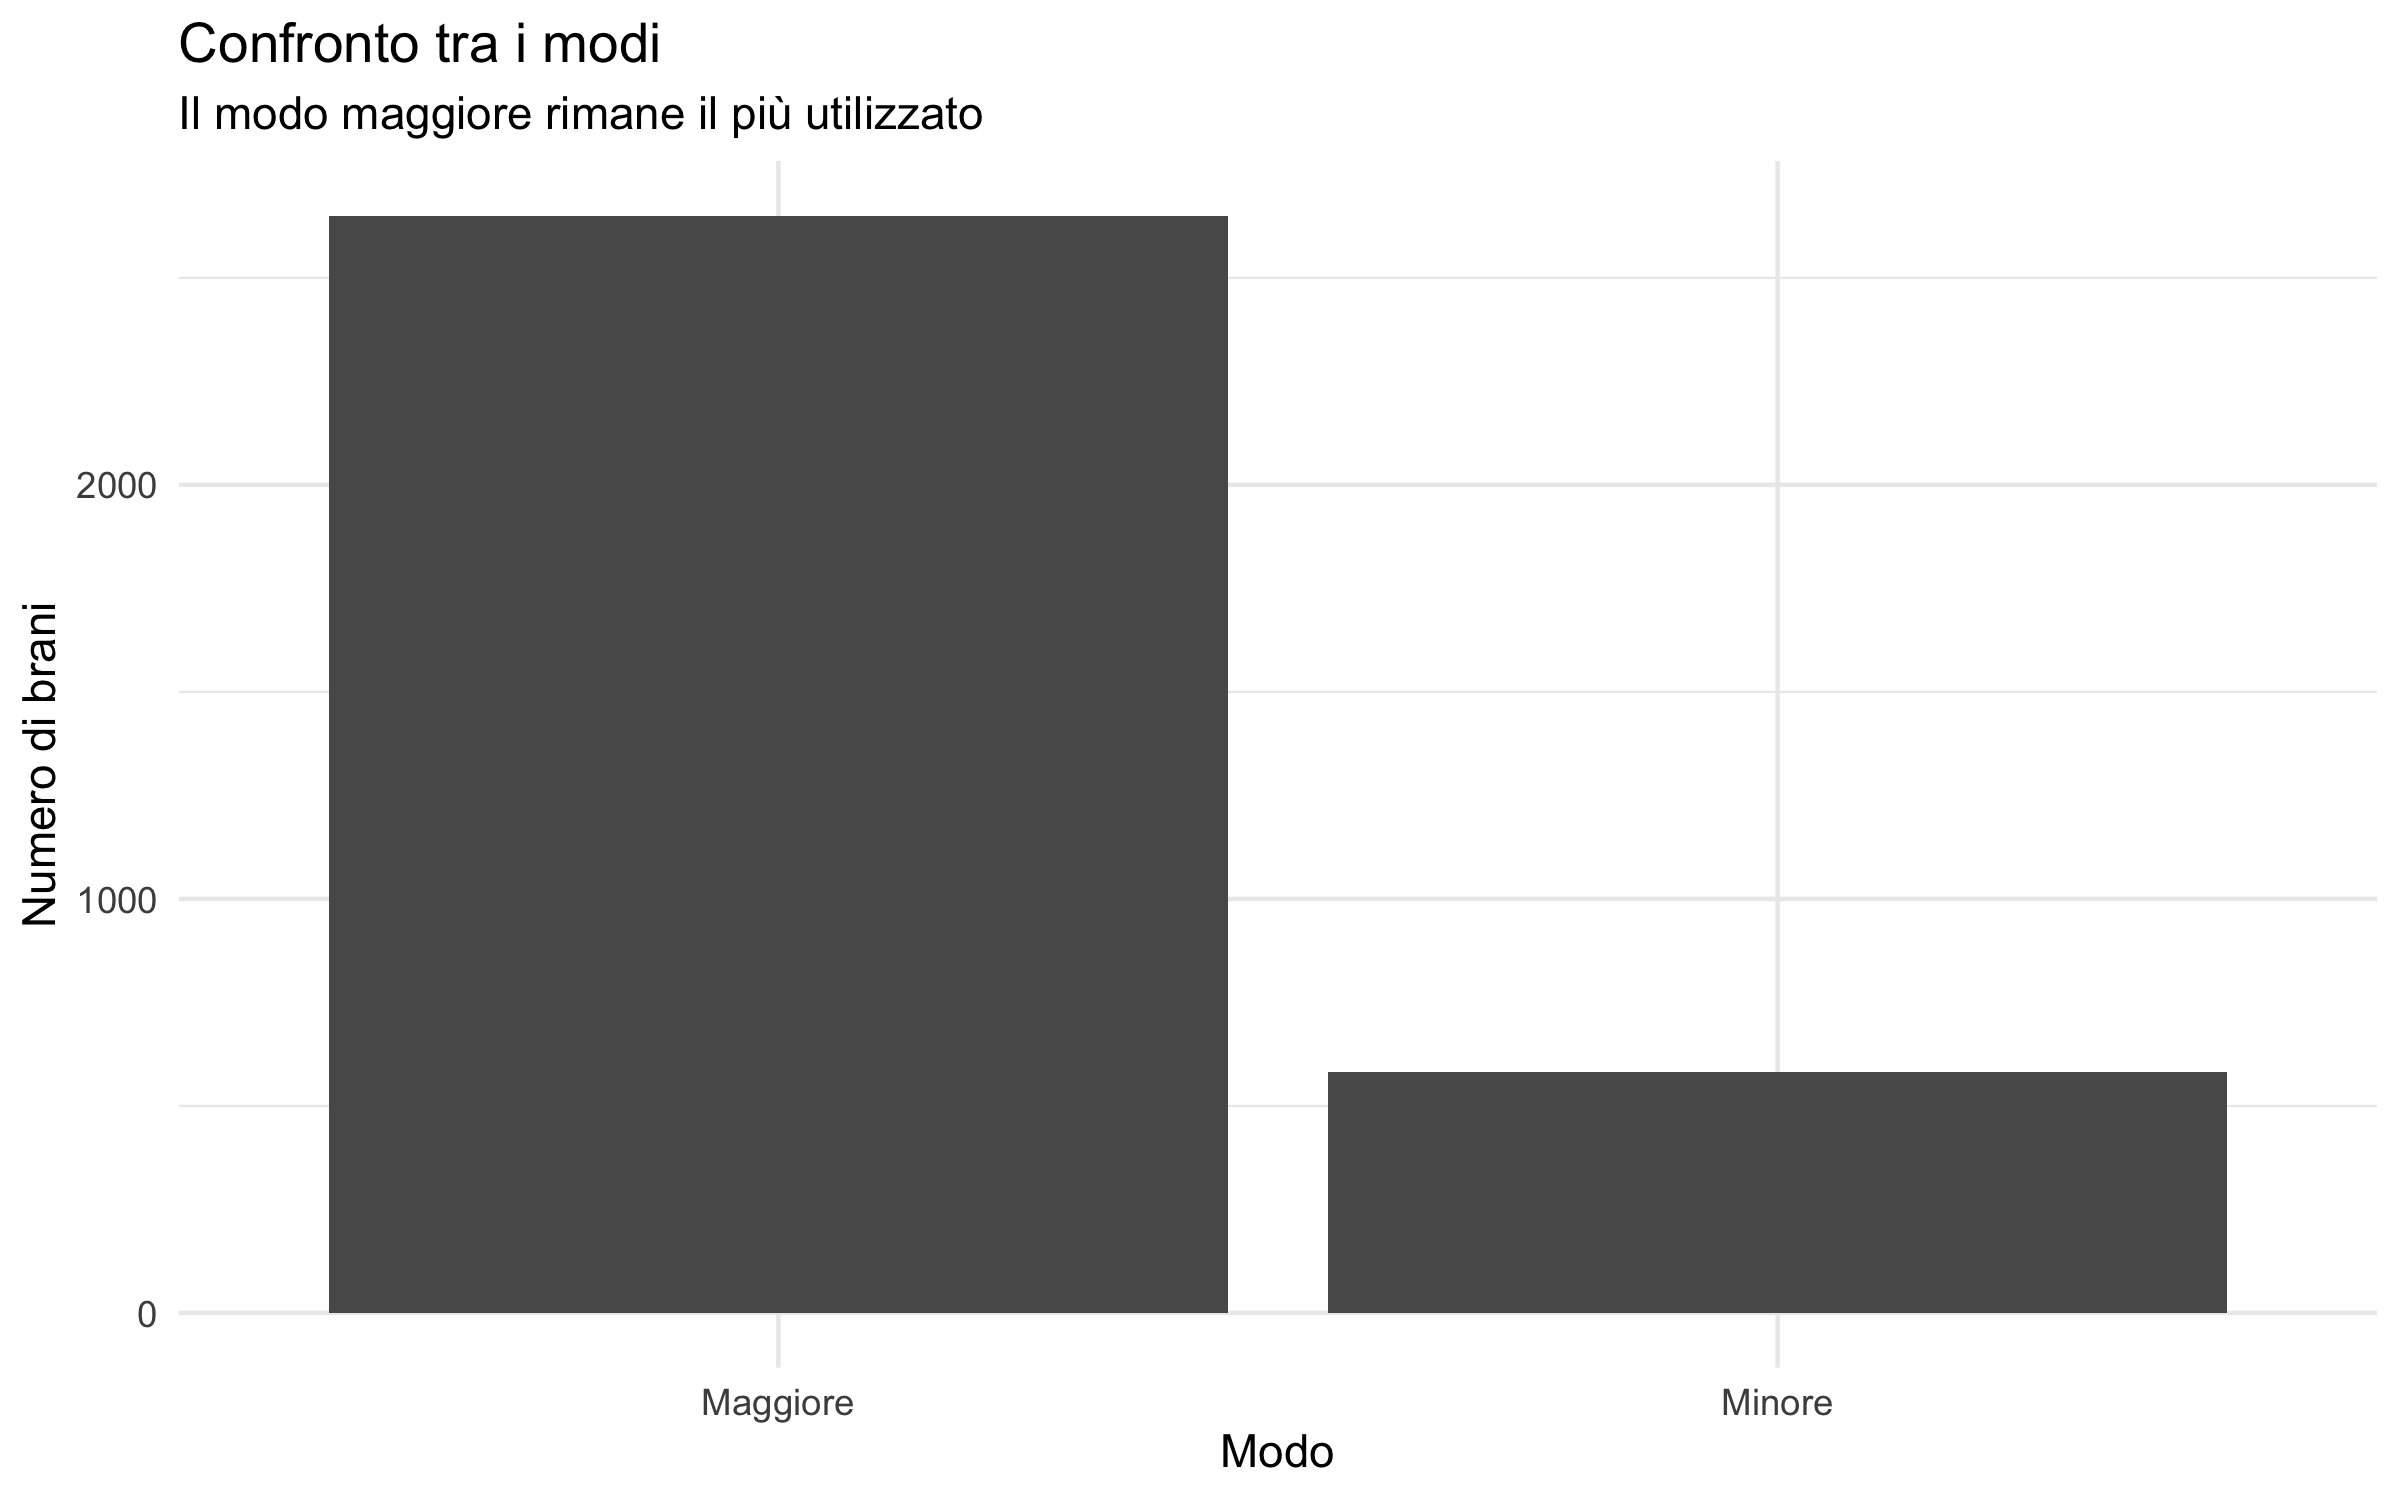 Confronto tra i modi
Il modo maggiore rimane il più utilizzato
Numero di brani
2000
1000
0
Maggiore
Minore
Modo